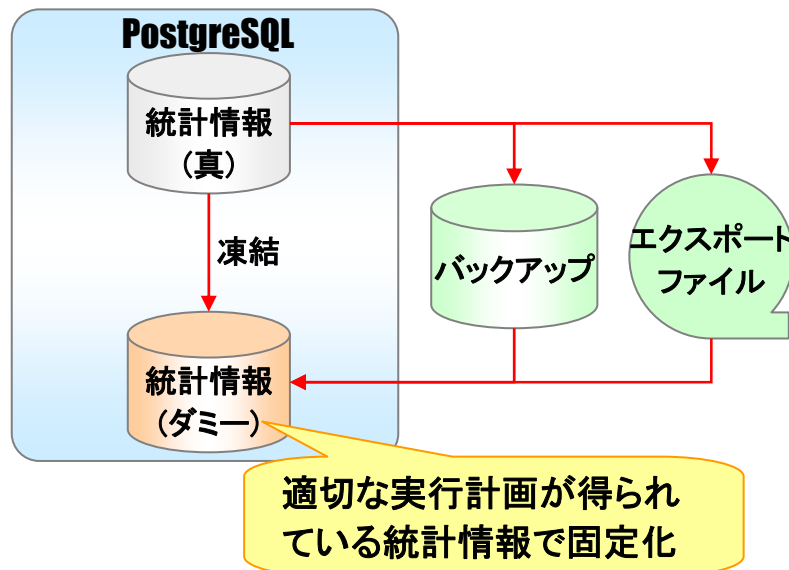 PostgreSQL
統計情報
(真)
凍結
バックアップ
エクスポート
ファイル
統計情報
(ダミー)
適切な実行計画が得られ
ている統計情報で固定化